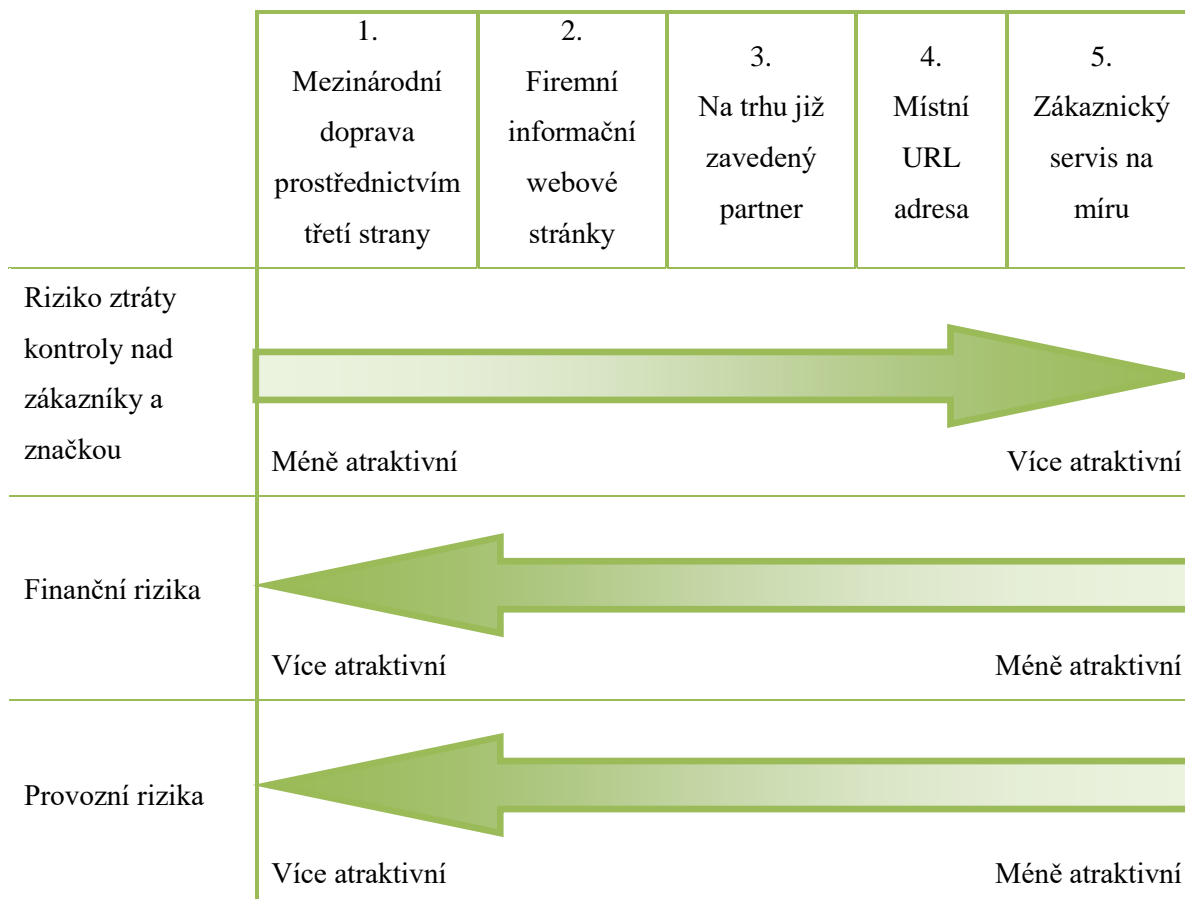 1.
Mezinárodní
doprava
prostřednictvím
třetí strany
2.
Firemní
informační
webové
stránky
3.
Na trhu již
zavedený
partner
4.
Místní
URL
adresa
5.
Zákaznický
servis na
míru
Riziko ztráty
kontroly nad
zákazníky a
značkou
Méně atraktivní
Více atraktivní
Finanční rizika
Více atraktivní
Méně atraktivní
Provozní rizika
Více atraktivní
Méně atraktivní